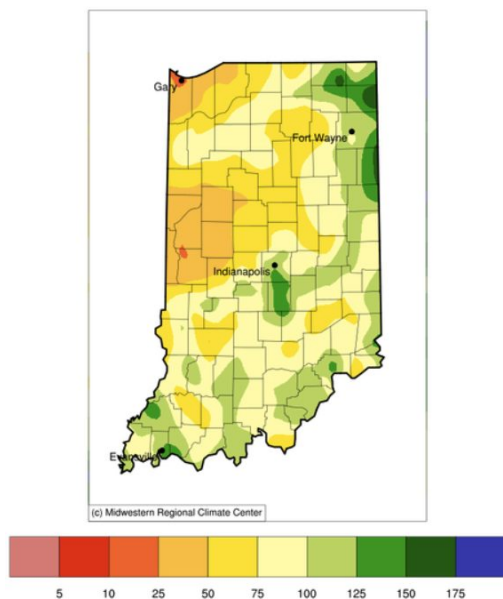 Gary
Fort Wayne
Indianapolis
Evansville
(c) Midwestern Regional Climate Center
5 10 25 50 75 100 125 150 175